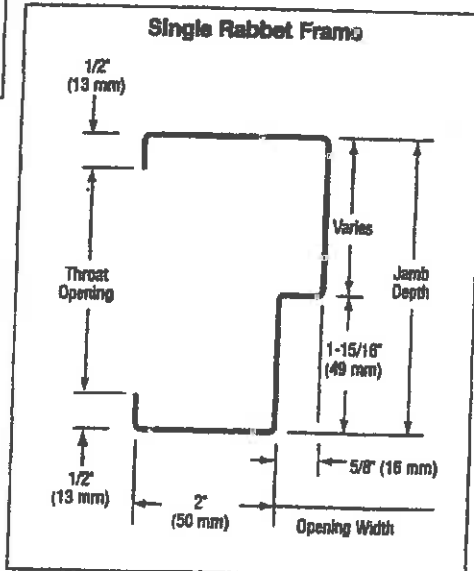 Single Rabbet Frame
1/2"
(13 mm)
Varies
Throat
Opening
Jamb
Depth
1-15/16"
(49 mm)
5/8" (16 mm)
1/2"
(13 mm)
2"
(50 mm)
Opening Width